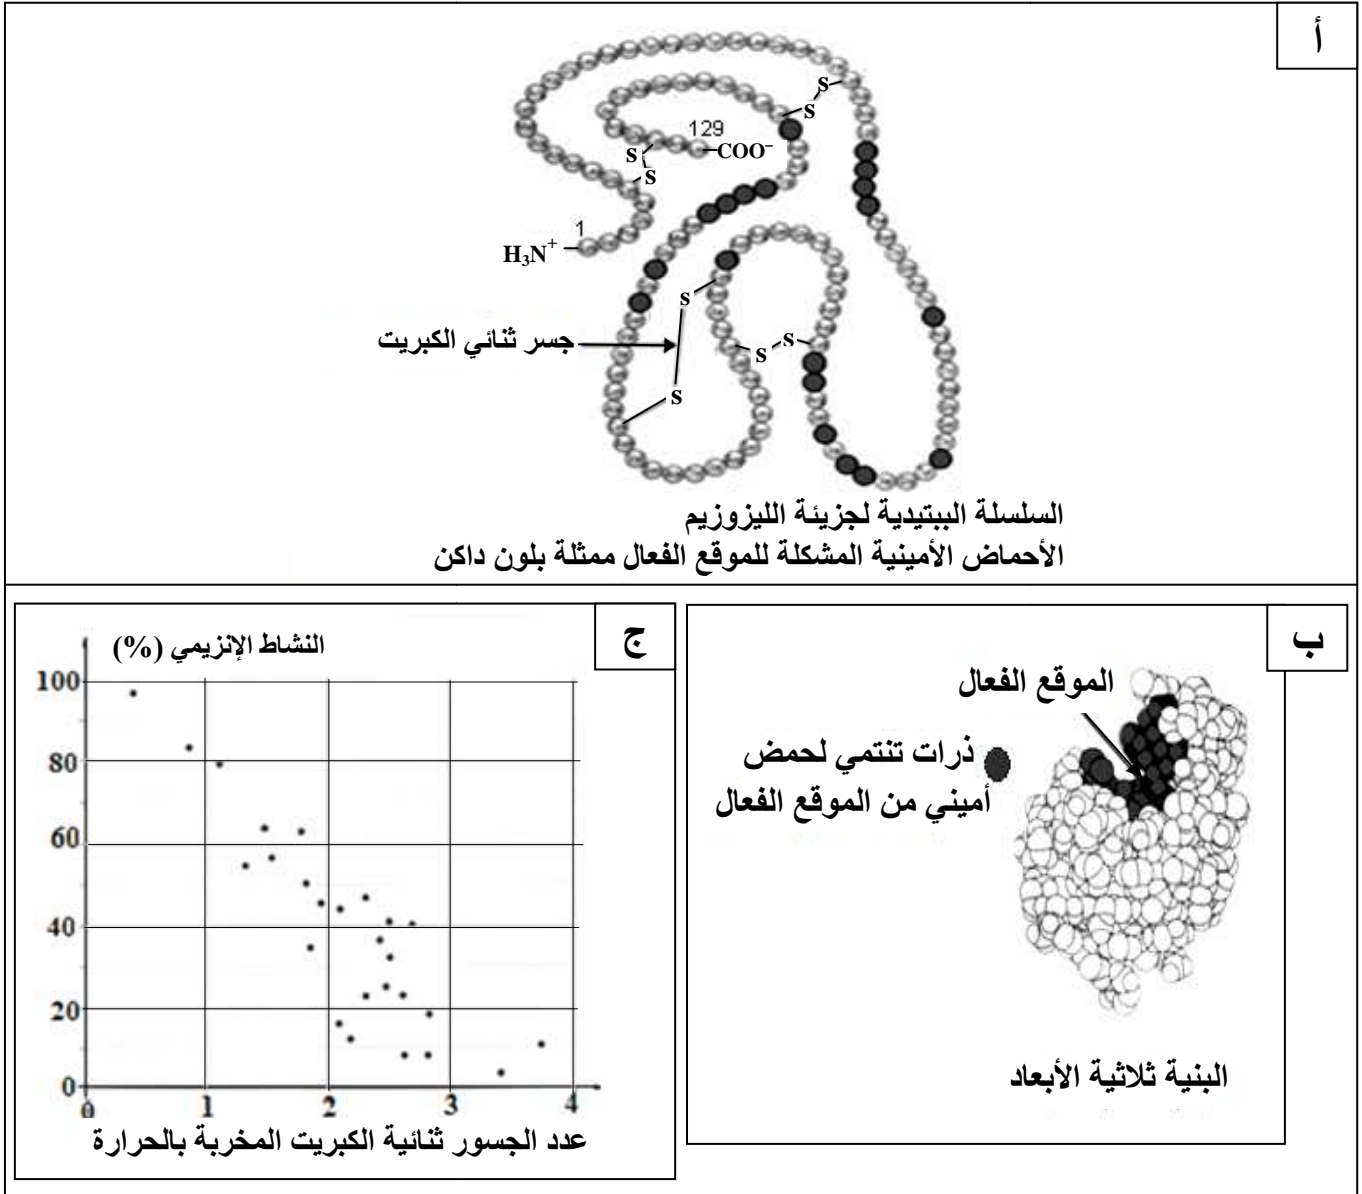 أ
S
S
129
COO⁻
S
S
1
H₃N⁺
S
جسر ثنائي الكبريت
S
S
S
السلسلة الببتيدية لجزيئة الليزوزيم
الأحماض الأمينية المشكلة للموقع الفعال ممثلة بلون داكن
ب
الموقع الفعال
ذرات تنتمي لحمض
أميني من الموقع الفعال
البنية ثلاثية الأبعاد
ج
النشاط الإنزيمي (%)
100
80
60
40
20
0
0 1 2 3 4
عدد الجسور ثنائية الكبريت المخربة بالحرارة